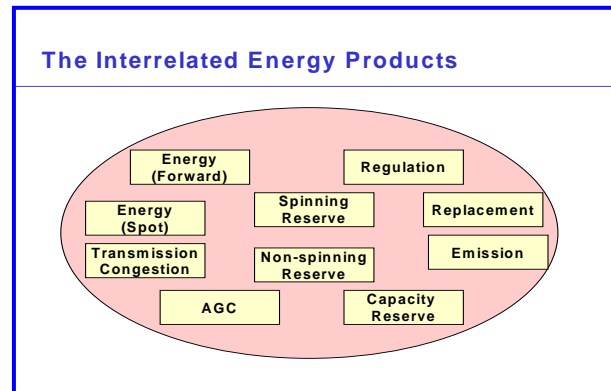 The Interrelated Energy Products
Energy
(Forward)
Regulation
Spinning
Reserve
Replacement
Energy
(Spot)
Transmission
Congestion
Non-spinning
Reserve
Emission
AGC
Capacity
Reserve